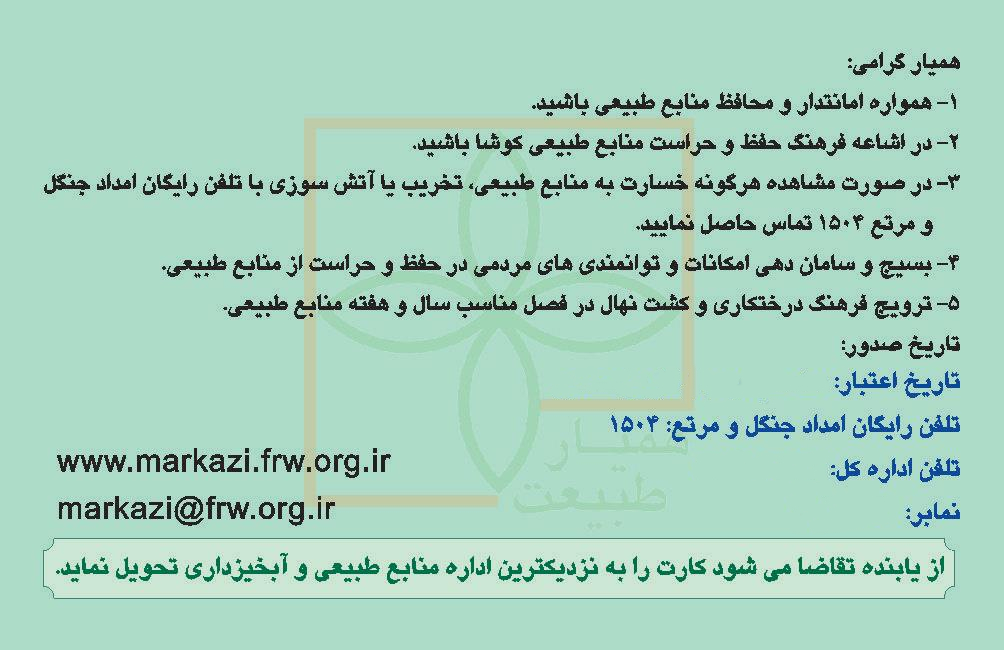 همیار گرامی:
۱- همواره امانتدار و محافظ منابع طبیعی باشید.
۲- در اشاعه فرهنگ حفظ و حراست منابع طبیعی کوشا باشید.
۳- در صورت مشاهده هرگونه خسارت به منابع طبیعی، تخریب یا آتش سوزی با تلفن رایگان امداد جنگل
و مرتع ۱۵۰۴ تماس حاصل نمایید.
۴- بسیج و سامان دهی امکانات و توانمندی های مردمی در حفظ و حراست از منابع طبیعی.
۵- ترویج فرهنگ درختکاری و کشت نهال در فصل مناسب سال و هفته منابع طبیعی.
تاریخ صدور:
تاریخ اعتبار:
تلفن رایگان امداد جنگل و مرتع: ۱۵۰۴
تلفن اداره کل:
نمابر:
www.markazi.frw.org.ir
markazi@frw.org.ir
همیار
طبیعت
از یابنده تقاضا می شود کارت را به نزدیکترین اداره منابع طبیعی و آبخیزداری تحویل نماید.